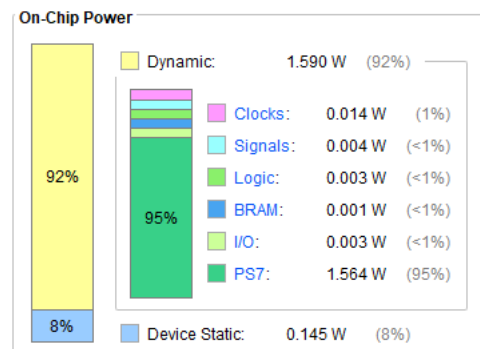 On-Chip Power
Dynamic: 1.590 W (92%)
Clocks: 0.014 W (1%)
Signals: 0.004 W (<1%)
Logic: 0.003 W (<1%)
92%
BRAM: 0.001 W (<1%)
95%
I/O: 0.003 W (<1%)
PS7: 1.564 W (95%)
8%
Device Static: 0.145 W (8%)